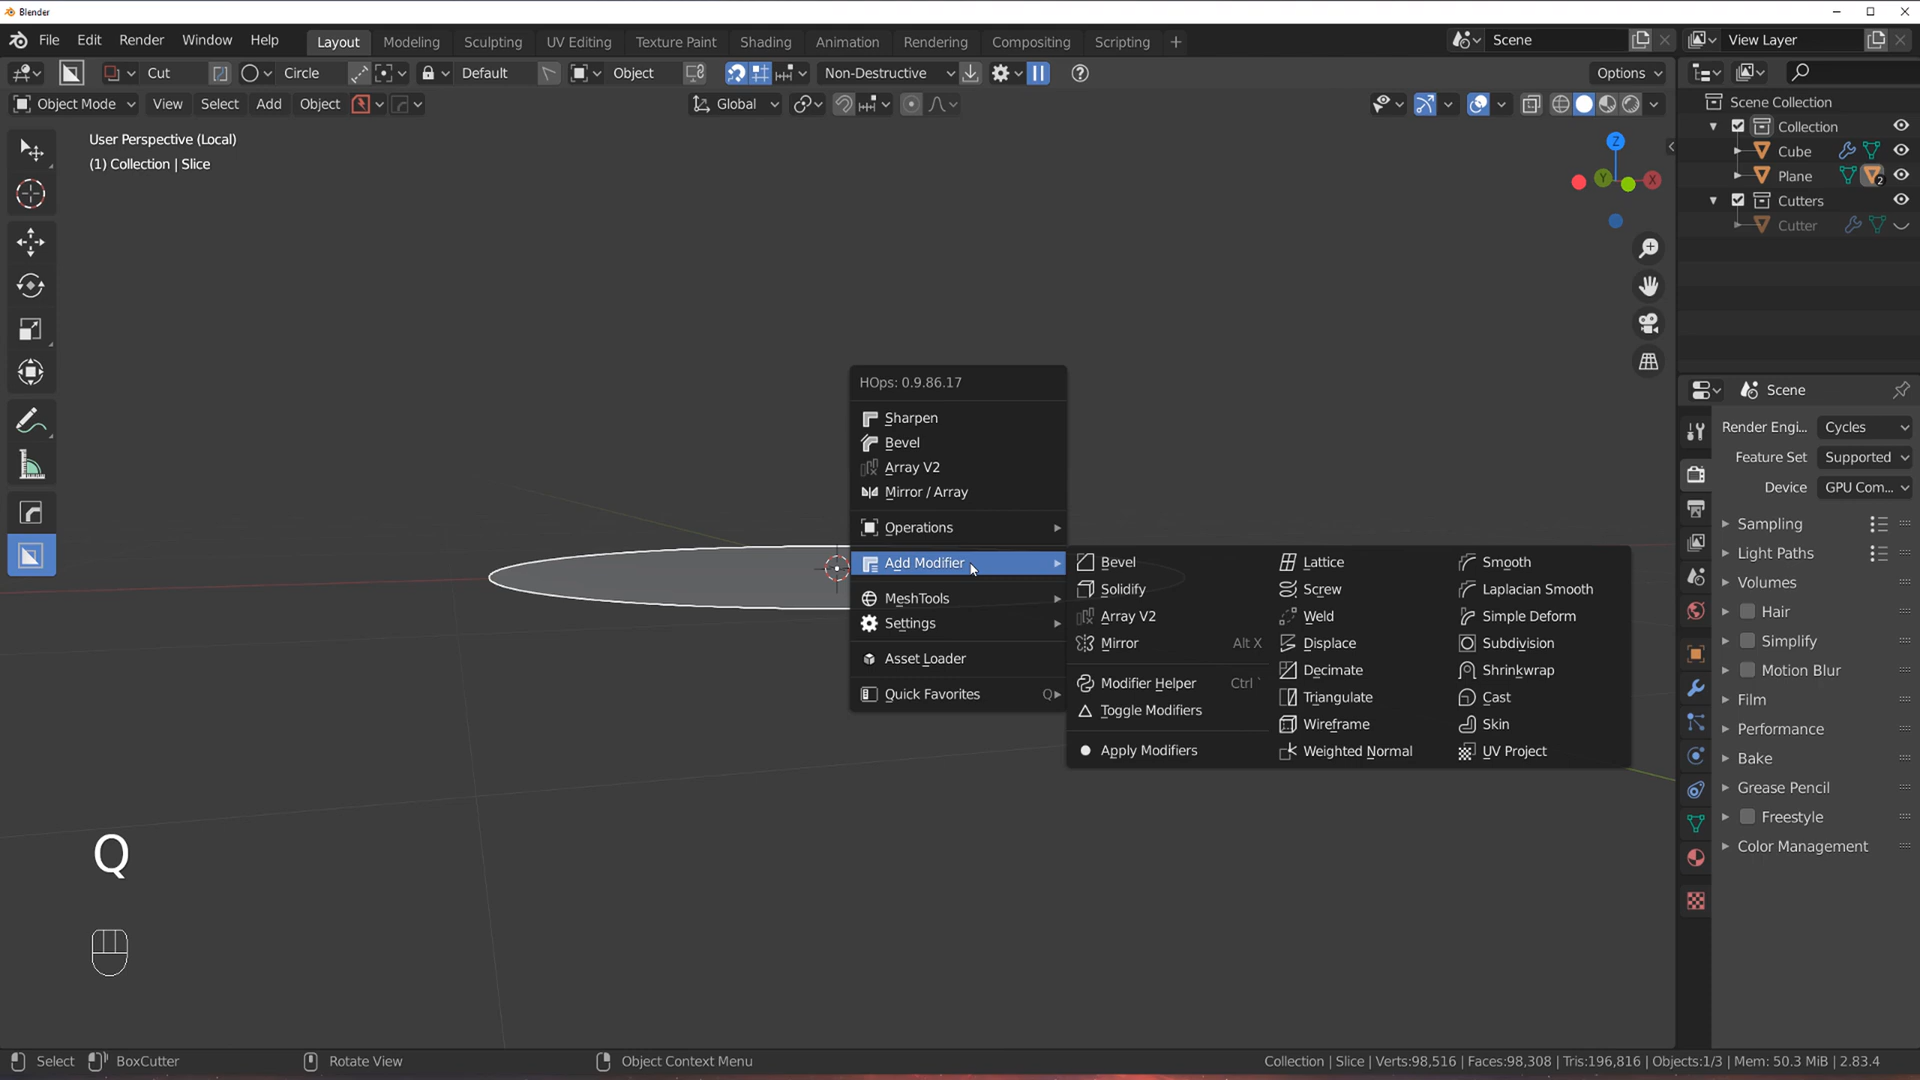 Blender
File Edit Render Window Help Layout Modeling Sculpting UV Editing Texture Paint Shading Animation Rendering Compositing Scripting + Scene View Layer
Cut Circle Default Object Non-Destructive Options
Object Mode View Select Add Object Global
User Perspective (Local)
(1) Collection | Slice
Scene Collection
Collection
Cube
Plane 2
Cutters
Cutter
Z
Y X
HOps: 0.9.86.17
Sharpen
Bevel
Array V2
Mirror / Array
Operations
Add Modifier
MeshTools
Settings
Asset Loader
Quick Favorites Q
Bevel
Solidify
Array V2
Mirror Alt X
Modifier Helper Ctrl `
Toggle Modifiers
Apply Modifiers
Lattice
Screw
Weld
Displace
Decimate
Triangulate
Wireframe
Weighted Normal
Smooth
Laplacian Smooth
Simple Deform
Subdivision
Shrinkwrap
Cast
Skin
UV Project
Scene
Render Engi... Cycles
Feature Set Supported
Device GPU Com...
Sampling
Light Paths
Volumes
Hair
Simplify
Motion Blur
Film
Performance
Bake
Grease Pencil
Freestyle
Color Management
Q
Select BoxCutter Rotate View Object Context Menu Collection | Slice | Verts:98,516 | Faces:98,308 | Tris:196,816 | Objects:1/3 | Mem: 50.3 MiB | 2.83.4